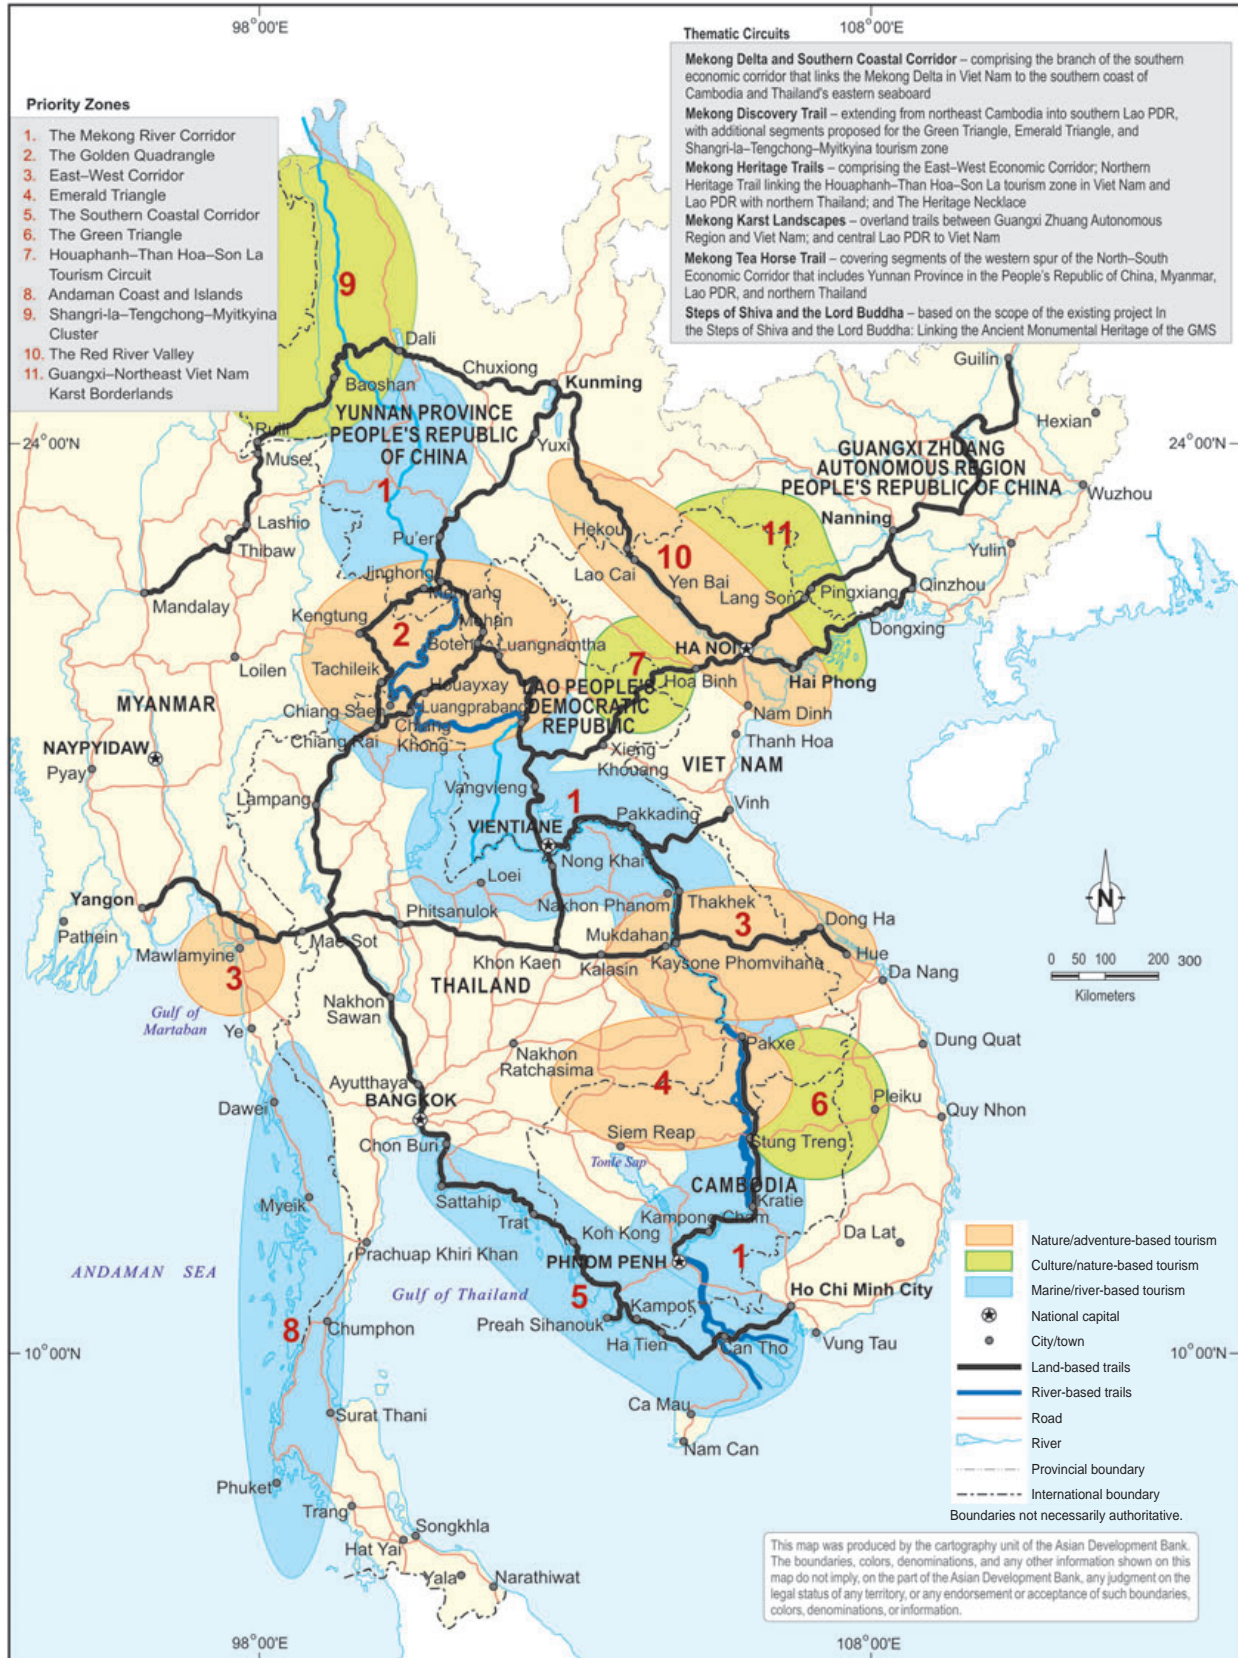 98°00'E
108°00'E
Thematic Circuits
Mekong Delta and Southern Coastal Corridor – comprising the branch of the southern
economic corridor that links the Mekong Delta in Viet Nam to the southern coast of
Cambodia and Thailand's eastern seaboard
Mekong Discovery Trail – extending from northeast Cambodia into southern Lao PDR,
with additional segments proposed for the Green Triangle, Emerald Triangle, and
Shangri-la–Tengchong–Myitkyina tourism zone
Mekong Heritage Trails – comprising the East–West Economic Corridor; Northern
Heritage Trail linking the Houaphanh–Than Hoa–Son La tourism zone in Viet Nam and
Lao PDR with northern Thailand; and The Heritage Necklace
Mekong Karst Landscapes – overland trails between Guangxi Zhuang Autonomous
Region and Viet Nam; and central Lao PDR to Viet Nam
Mekong Tea Horse Trail – covering segments of the western spur of the North–South
Economic Corridor that includes Yunnan Province in the People's Republic of China, Myanmar,
Lao PDR, and northern Thailand
Steps of Shiva and the Lord Buddha – based on the scope of the existing project In
the Steps of Shiva and the Lord Buddha: Linking the Ancient Monumental Heritage of the GMS
Priority Zones
1. The Mekong River Corridor
2. The Golden Quadrangle
3. East–West Corridor
4. Emerald Triangle
5. The Southern Coastal Corridor
6. The Green Triangle
7. Houaphanh–Than Hoa–Son La
Tourism Circuit
8. Andaman Coast and Islands
9. Shangri-la–Tengchong–Myitkyina
Cluster
10. The Red River Valley
11. Guangxi–Northeast Viet Nam
Karst Borderlands
9
Dali
Guilin
Chuxiong
Kunming
Baoshan
Hexian
YUNNAN PROVINCE
PEOPLE'S REPUBLIC
OF CHINA
Ruili
24°00'N
Muse
Yuxi
GUANGXI ZHUANG
AUTONOMOUS REGION
PEOPLE'S REPUBLIC OF CHINA
24°00'N
1
Wuzhou
Nanning
Lashio
Thibaw
Pu'er
Hekou
11
10
Yulin
Lao Cai
Jinghong
Yen Bai
Menyang
Lang Son
Pingxiang
Qinzhou
Mandalay
Kengtung
Mohan
Dongxing
2
Boten
Luangnamtha
HA NOI
Loilen
Tachileik
7
Hoa Binh
Hai Phong
MYANMAR
Houayxay
LAO PEOPLE'S
DEMOCRATIC
REPUBLIC
Chiang Saen
Luangprabang
Nam Dinh
Chiang Rai
Chiang
Khong
Thanh Hoa
NAYPYIDAW
Xieng
Khouang
VIET NAM
Pyay
Vangvieng
Lampang
1
Vinh
Pakkading
VIENTIANE
Nong Khai
Loei
Yangon
Nakhon Phanom
Thakhek
Pathein
Phitsanulok
3
Dong Ha
Mae Sot
Mukdahan
Mawlamyine
Khon Kaen
Kalasin
Kaysone Phomvihane
Hue
3
Da Nang
N
0 50 100 200 300
Kilometers
THAILAND
Nakhon
Sawan
Gulf of
Martaban
Ye
Pakxe
Dung Quat
Nakhon
Ratchasima
Ayutthaya
4
BANGKOK
6
Pleiku
Dawei
Quy Nhon
Siem Reap
Chon Buri
Stung Treng
Tonle Sap
CAMBODIA
Myeik
Sattahip
Kratie
Trat
Kampong Cham
Koh Kong
Da Lat
Prachuap Khiri Khan
PHNOM PENH
1
ANDAMAN SEA
Gulf of Thailand
5
Ho Chi Minh City
Kampot
Preah Sihanouk
8
Chumphon
Ha Tien
Can Tho
Vung Tau
10°00'N
10°00'N
Ca Mau
Surat Thani
Nam Can
Phuket
Trang
Songkhla
Hat Yai
Yala
Narathiwat
Nature/adventure-based tourism
Culture/nature-based tourism
Marine/river-based tourism
National capital
City/town
Land-based trails
River-based trails
Road
River
Provincial boundary
International boundary
Boundaries not necessarily authoritative.
This map was produced by the cartography unit of the Asian Development Bank.
The boundaries, colors, denominations, and any other information shown on this
map do not imply, on the part of the Asian Development Bank, any judgment on the
legal status of any territory, or any endorsement or acceptance of such boundaries,
colors, denominations, or information.
98°00'E
108°00'E